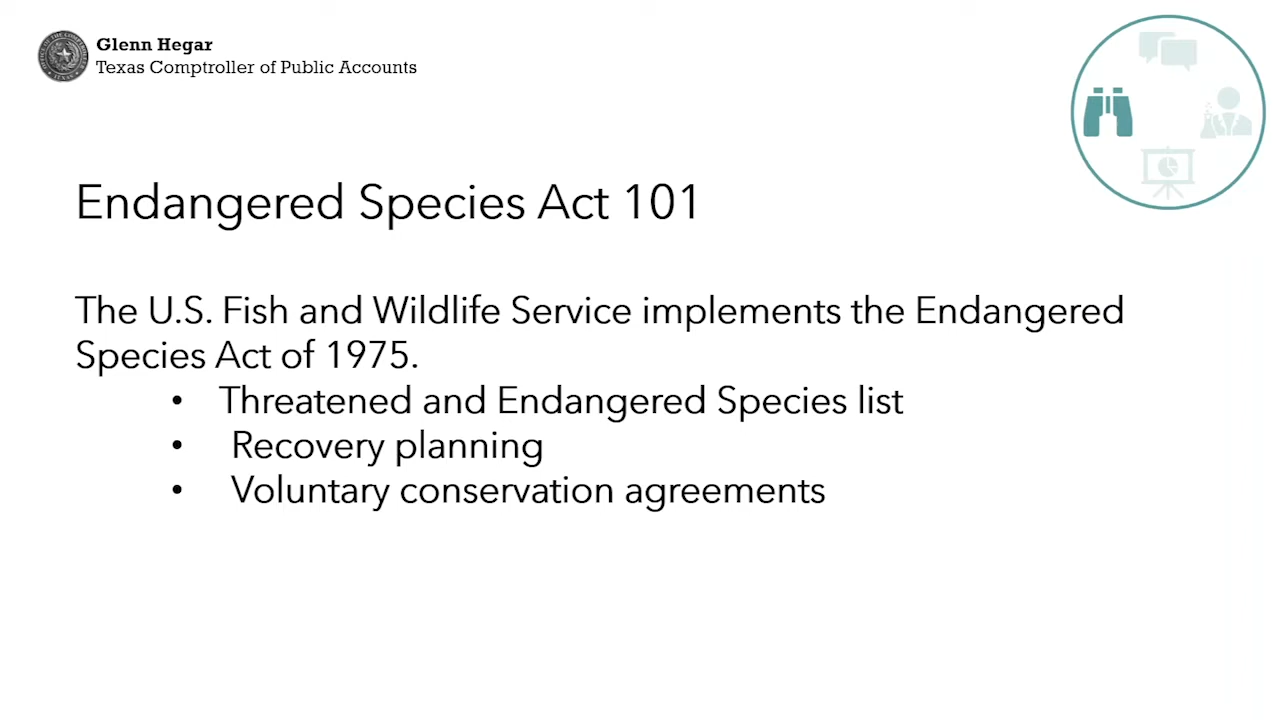 Glenn Hegar
Texas Comptroller of Public Accounts
Endangered Species Act 101
The U.S. Fish and Wildlife Service implements the Endangered
Species Act of 1975.
• Threatened and Endangered Species list
• Recovery planning
• Voluntary conservation agreements